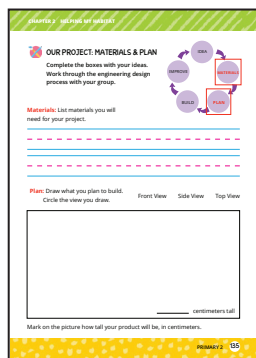 CHAPTER 2 HELPING MY HABITAT
OUR PROJECT: MATERIALS & PLAN
Complete the boxes with your ideas.
Work through the engineering design
process with your group.
IDEA
MATERIALS
PLAN
BUILD
IMPROVE
Materials: List materials you will
need for your project.
Plan: Draw what you plan to build.
Circle the view you draw.
Front View Side View Top View
centimeters tall
Mark on the picture how tall your product will be, in centimeters.
PRIMARY 2 135